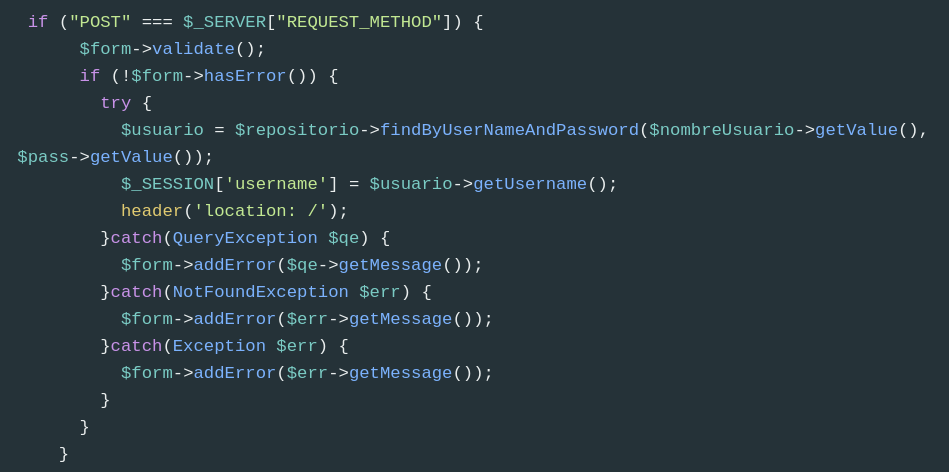 if ("POST" === $_SERVER["REQUEST_METHOD"]) {
$form->validate();
if (!$form->hasError()) {
try {
$usuario = $repositorio->findByUserNameAndPassword($nombreUsuario->getValue(),
$pass->getValue());
$_SESSION['username'] = $usuario->getUsername();
header('location: /');
}catch(QueryException $qe) {
$form->addError($qe->getMessage());
}catch(NotFoundException $err) {
$form->addError($err->getMessage());
}catch(Exception $err) {
$form->addError($err->getMessage());
}
}
}